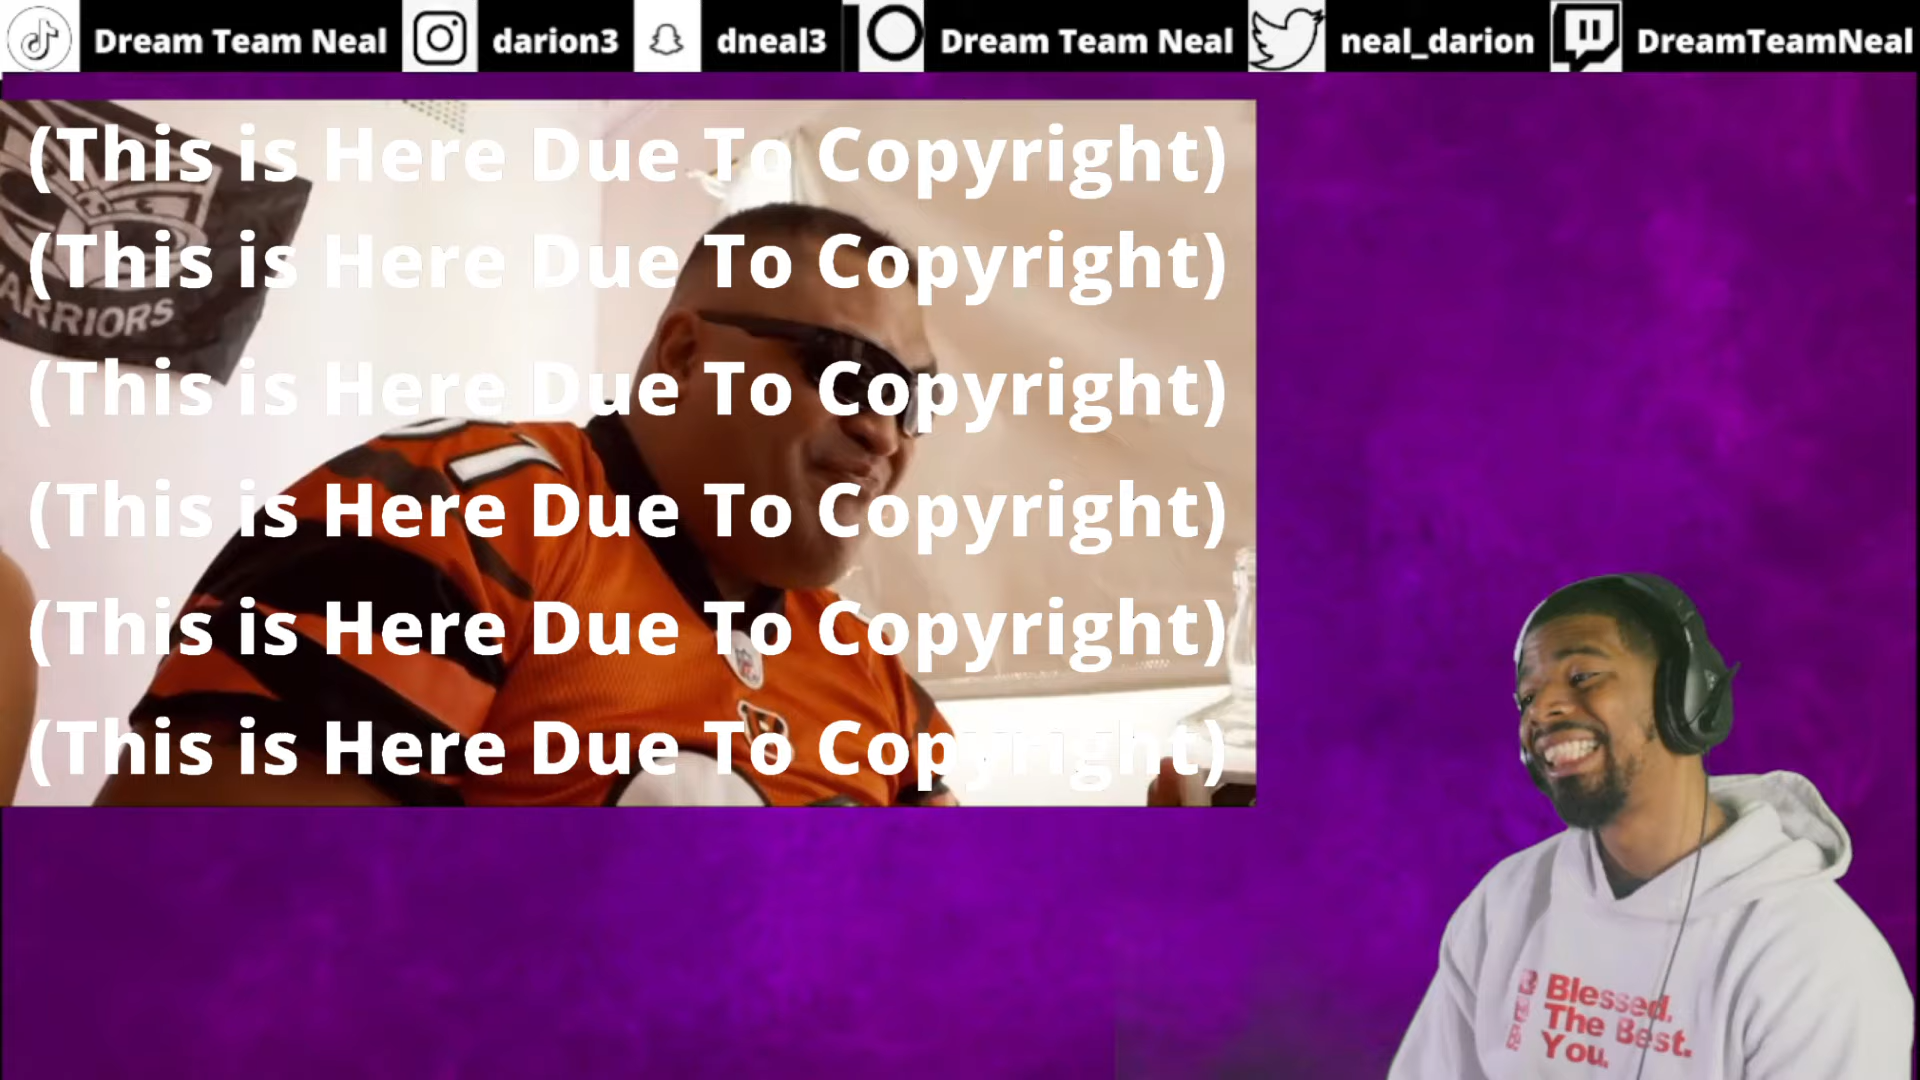 Dream Team Neal darion3 dneal3 Dream Team Neal neal_darion DreamTeamNeal
(This is Here Due To Copyright)
(This is Here Due To Copyright)
ARRIORS
(This is Here Due To Copyright)
(This is Here Due To Copyright)
(This is Here Due To Copyright)
(This is Here Due To Copyright)
Blessed.
The Best.
You.